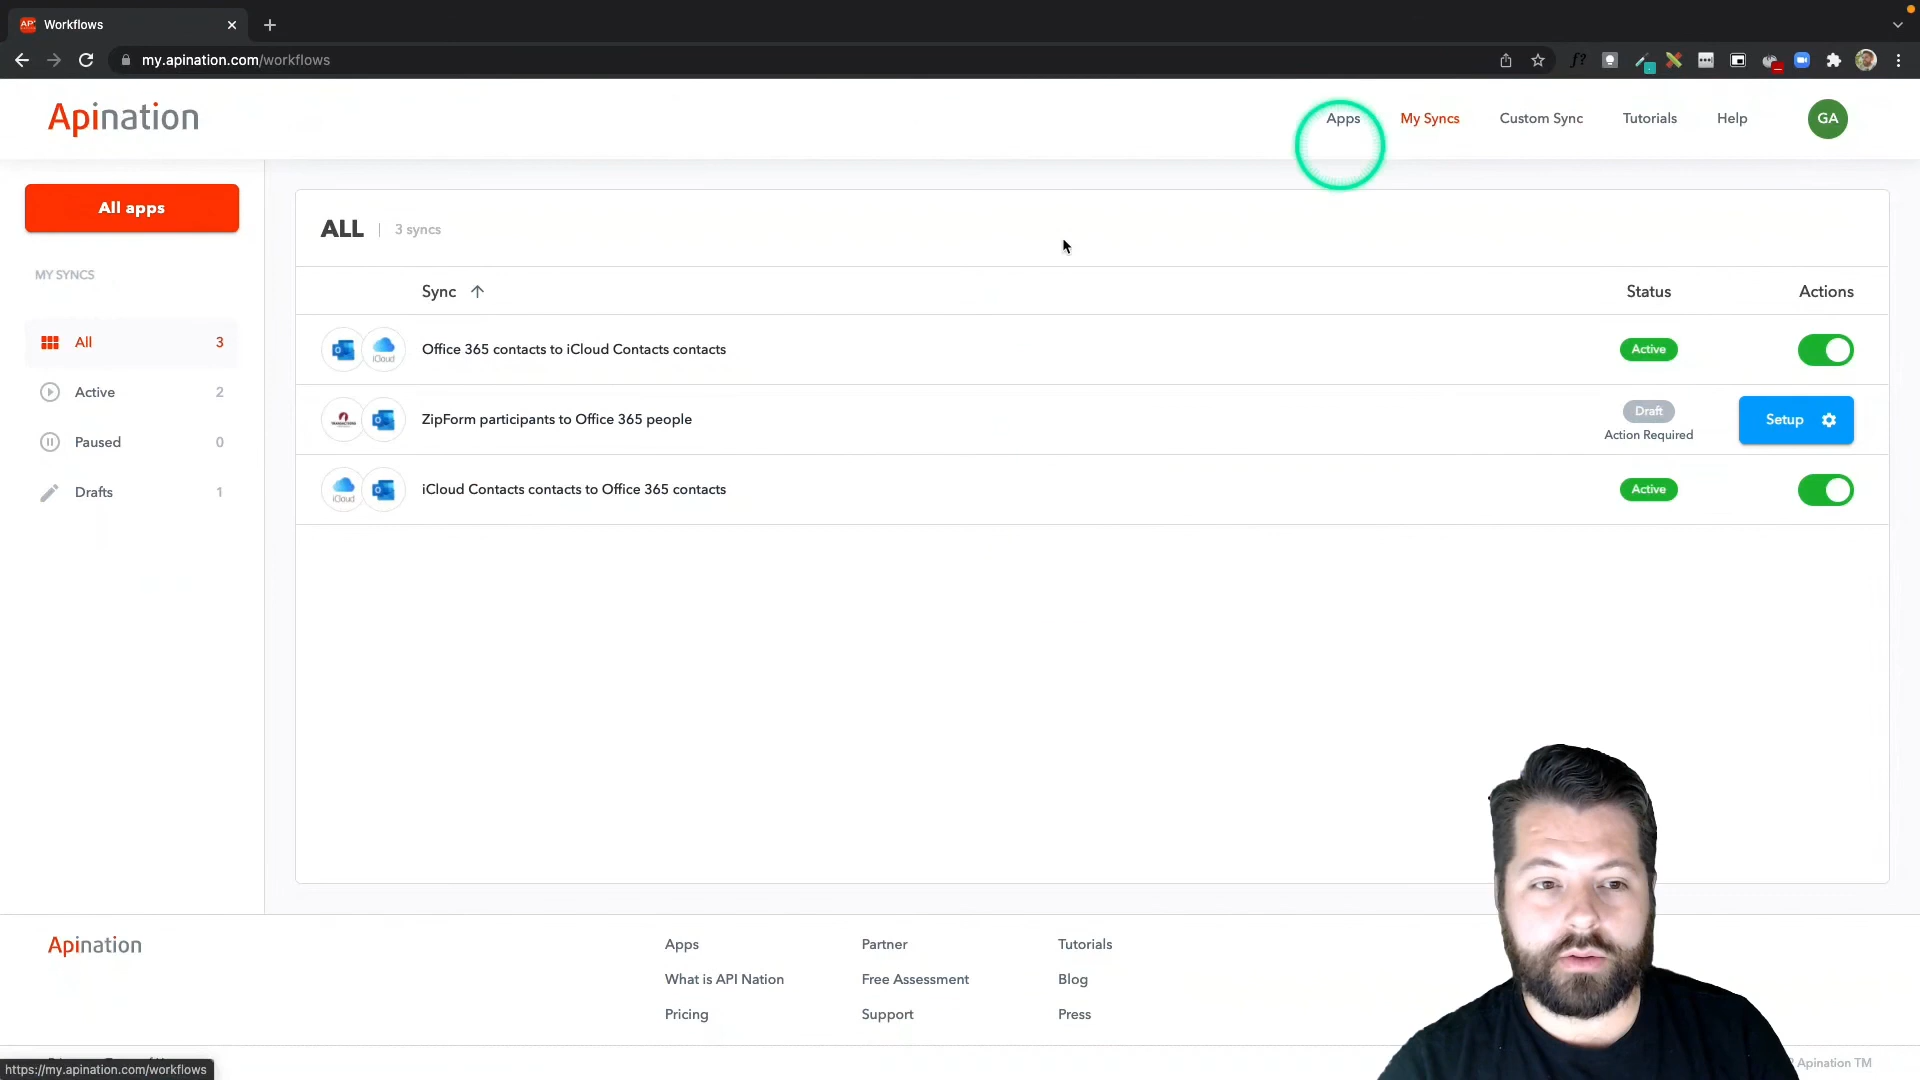 Workflows
my.apination.com/workflows
Apination
Apps
My Syncs
Custom Sync
Tutorials
Help
GA
All apps
MY SYNCS
All 3
Active 2
Paused 0
Drafts 1
ALL | 3 syncs
Sync
Status
Actions
iCloud
Office 365 contacts to iCloud Contacts contacts
Active
ZipForm participants to Office 365 people
Draft
Action Required
Setup
iCloud
iCloud Contacts contacts to Office 365 contacts
Active
Apination
Apps
What is API Nation
Pricing
Partner
Free Assessment
Support
Tutorials
Blog
Press
Apination TM
https://my.apination.com/workflows